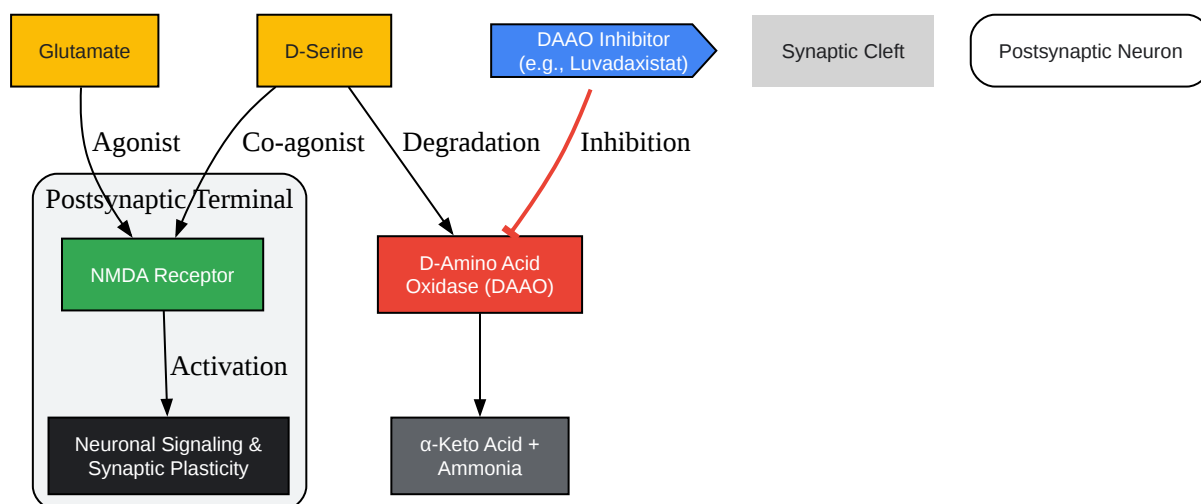 Glutamate
D-Serine
DAAO Inhibitor
(e.g., Luvadaxistat)
Synaptic Cleft
Postsynaptic Neuron
Agonist
Co-agonist
Degradation
Inhibition
Postsynaptic Terminal
NMDA Receptor
D-Amino Acid
Oxidase (DAAO)
Activation
Neuronal Signaling &
Synaptic Plasticity
α-Keto Acid +
Ammonia